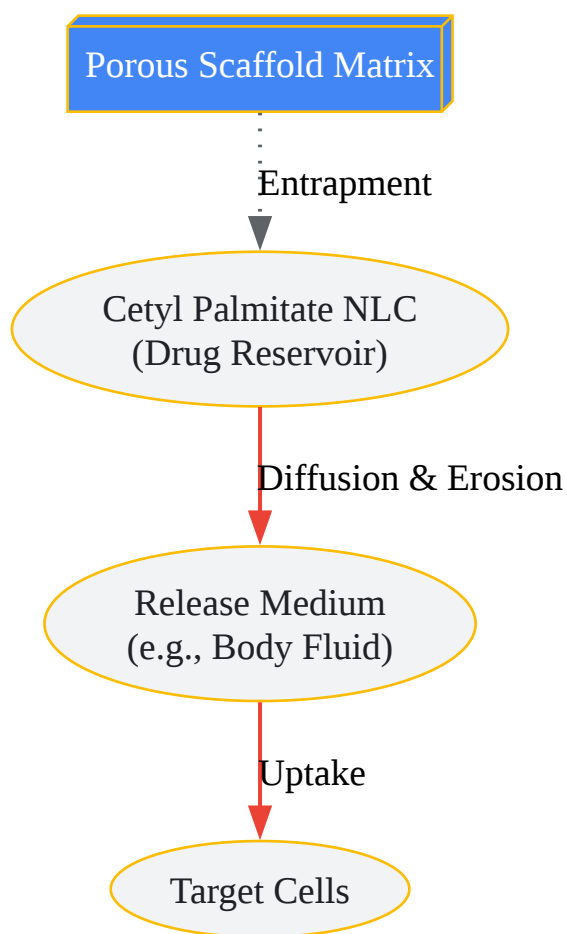 Porous Scaffold Matrix
Entrapment
Cetyl Palmitate NLC
(Drug Reservoir)
Diffusion & Erosion
Release Medium
(e.g., Body Fluid)
Uptake
Target Cells